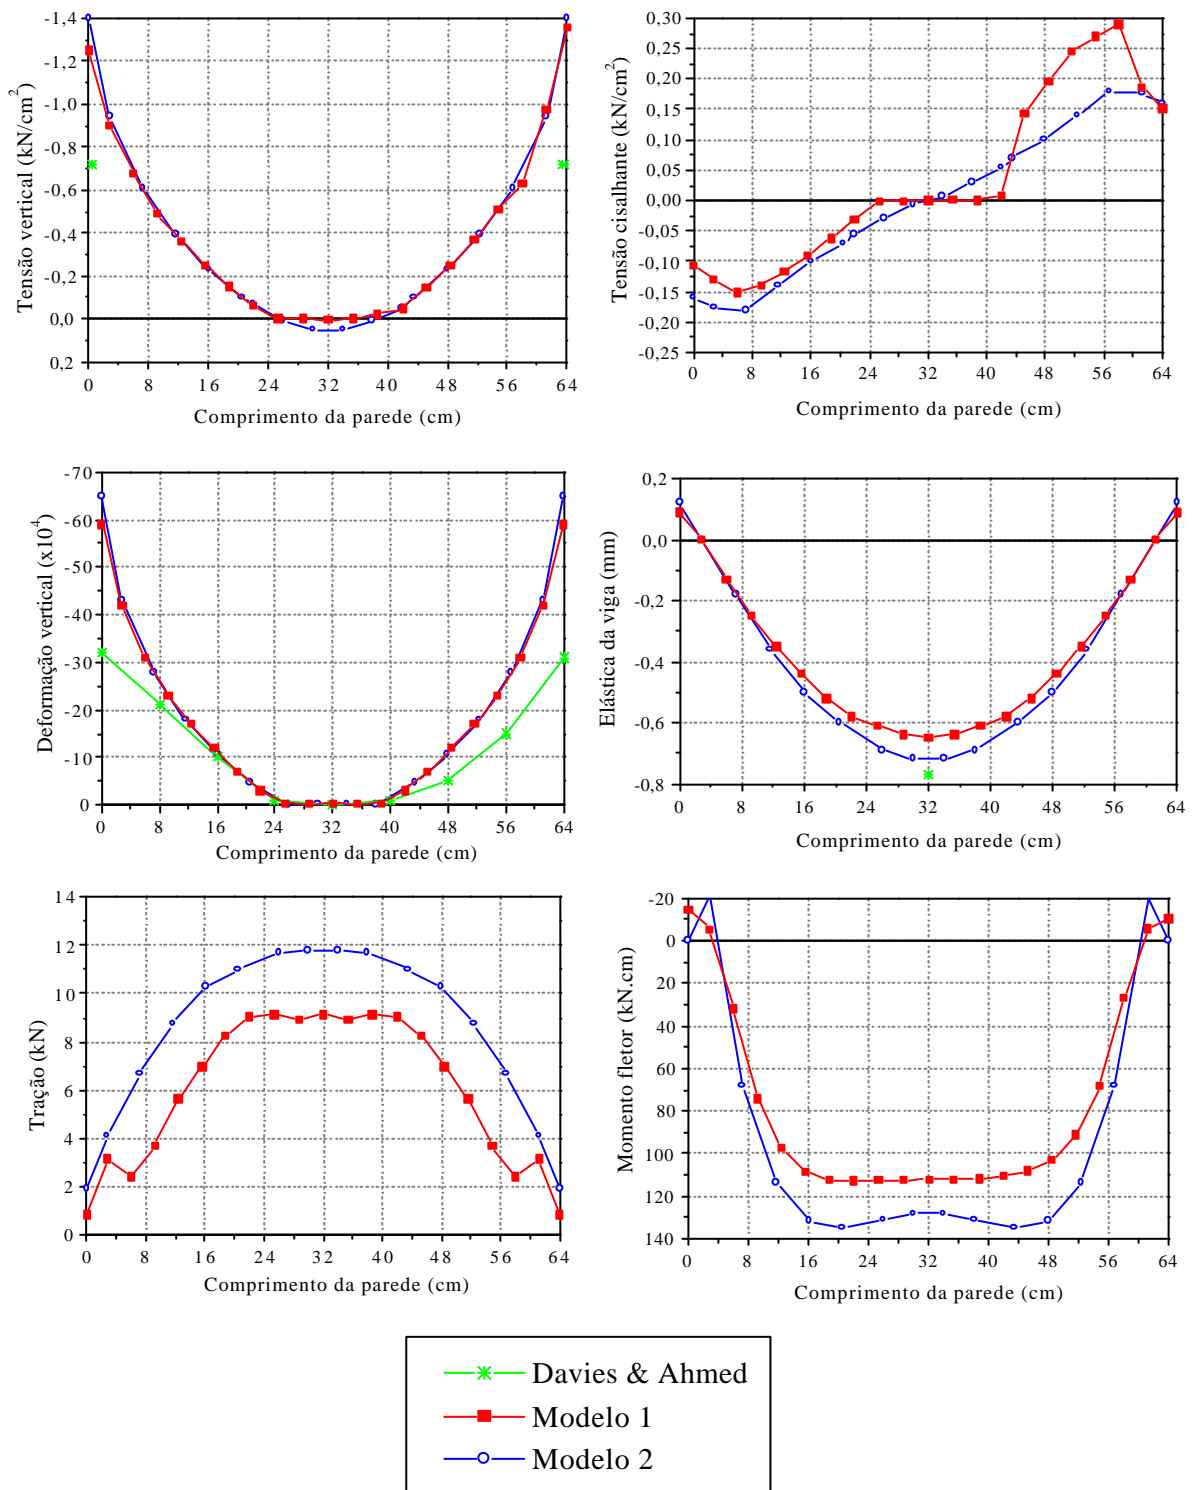 -1,4
-1,2
-1,0
-0,8
-0,6
-0,4
-0,2
0,0
0,2
Tensão vertical (kN/cm²)
0 8 16 24 32 40 48 56 64
Comprimento da parede (cm)
0,30
0,25
0,20
0,15
0,10
0,05
0,00
-0,05
-0,10
-0,15
-0,20
-0,25
Tensão cisalhante (kN/cm²)
0 8 16 24 32 40 48 56 64
Comprimento da parede (cm)
-70
-60
-50
-40
-30
-20
-10
0
Deformação vertical (x10⁴)
0 8 16 24 32 40 48 56 64
Comprimento da parede (cm)
0,2
0,0
-0,2
-0,4
-0,6
-0,8
Elástica da viga (mm)
0 8 16 24 32 40 48 56 64
Comprimento da parede (cm)
14
12
10
8
6
4
2
0
Tração (kN)
0 8 16 24 32 40 48 56 64
Comprimento da parede (cm)
-20
0
20
40
60
80
100
120
140
Momento fletor (kN.cm)
0 8 16 24 32 40 48 56 64
Comprimento da parede (cm)
Davies & Ahmed
Modelo 1
Modelo 2